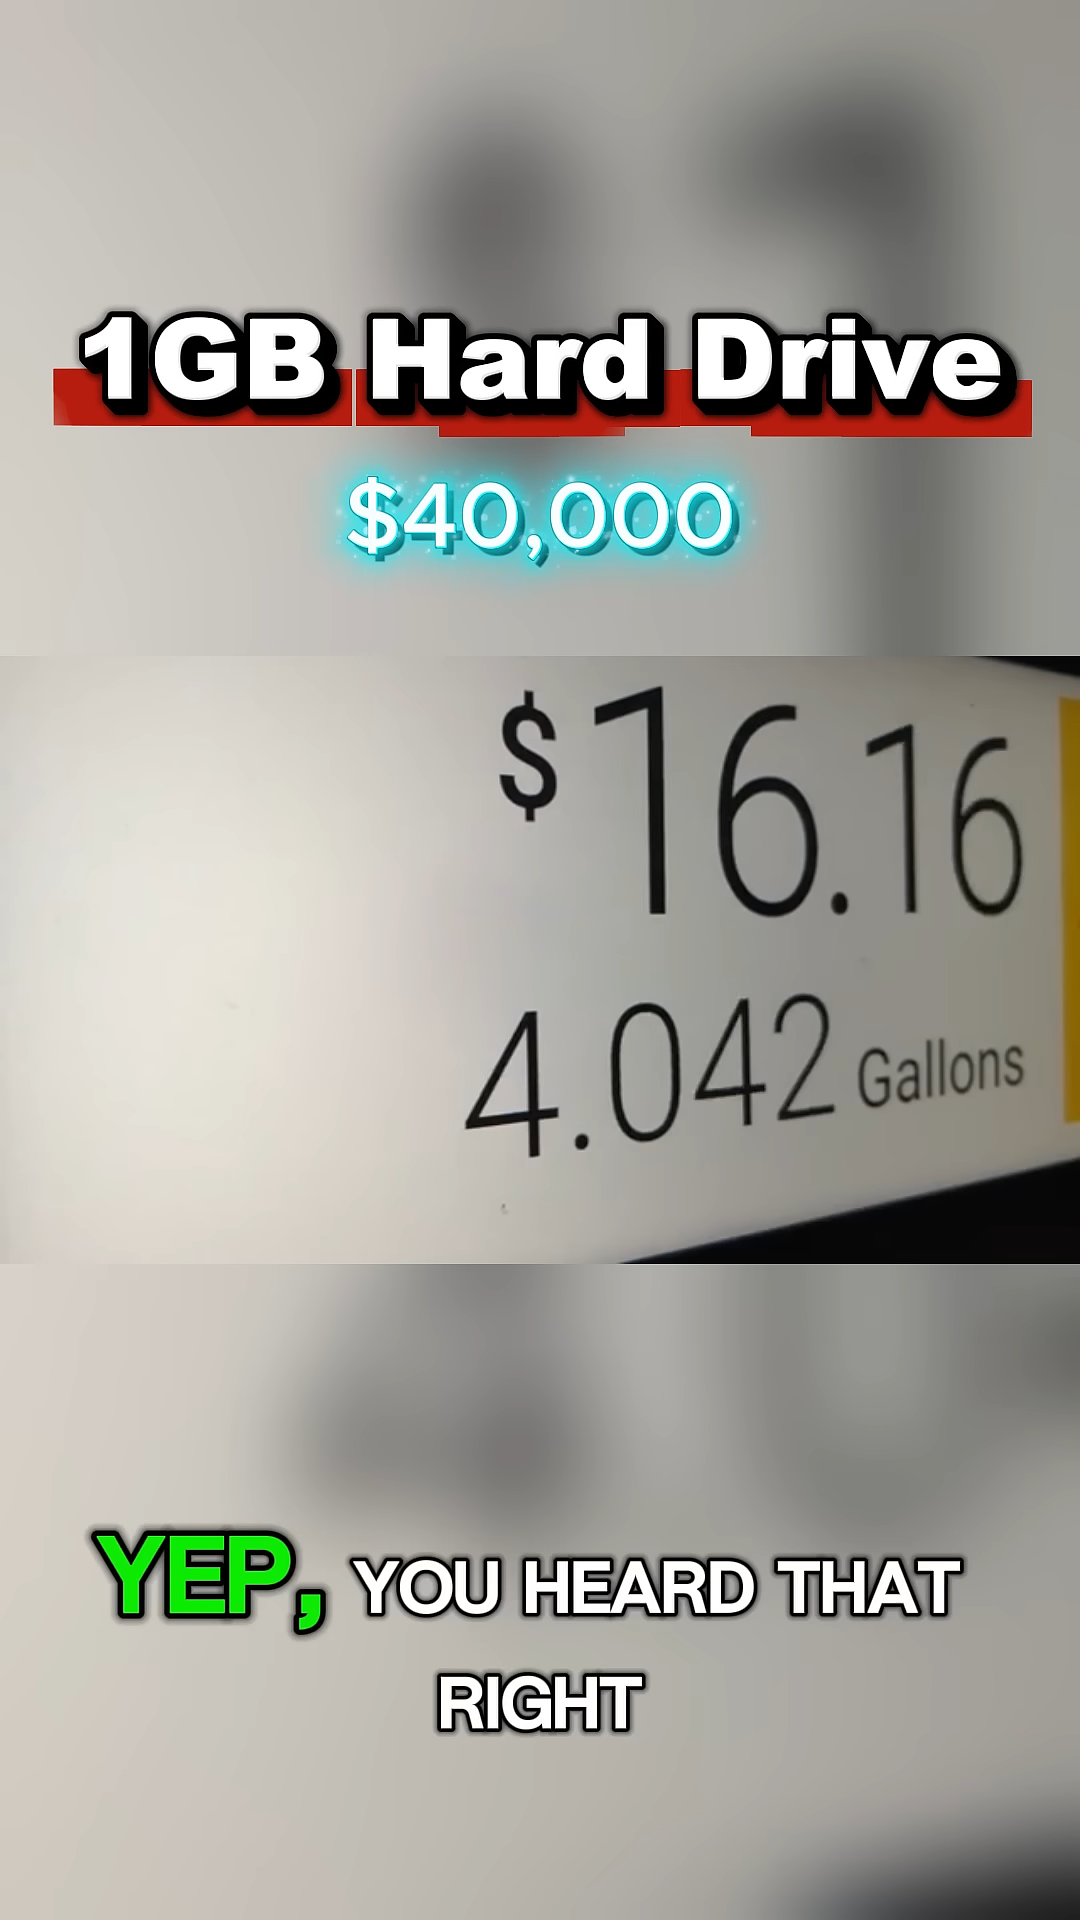 1GB Hard Drive
$40,000
$16.16
4.042 Gallons
YEP, YOU HEARD THAT
RIGHT